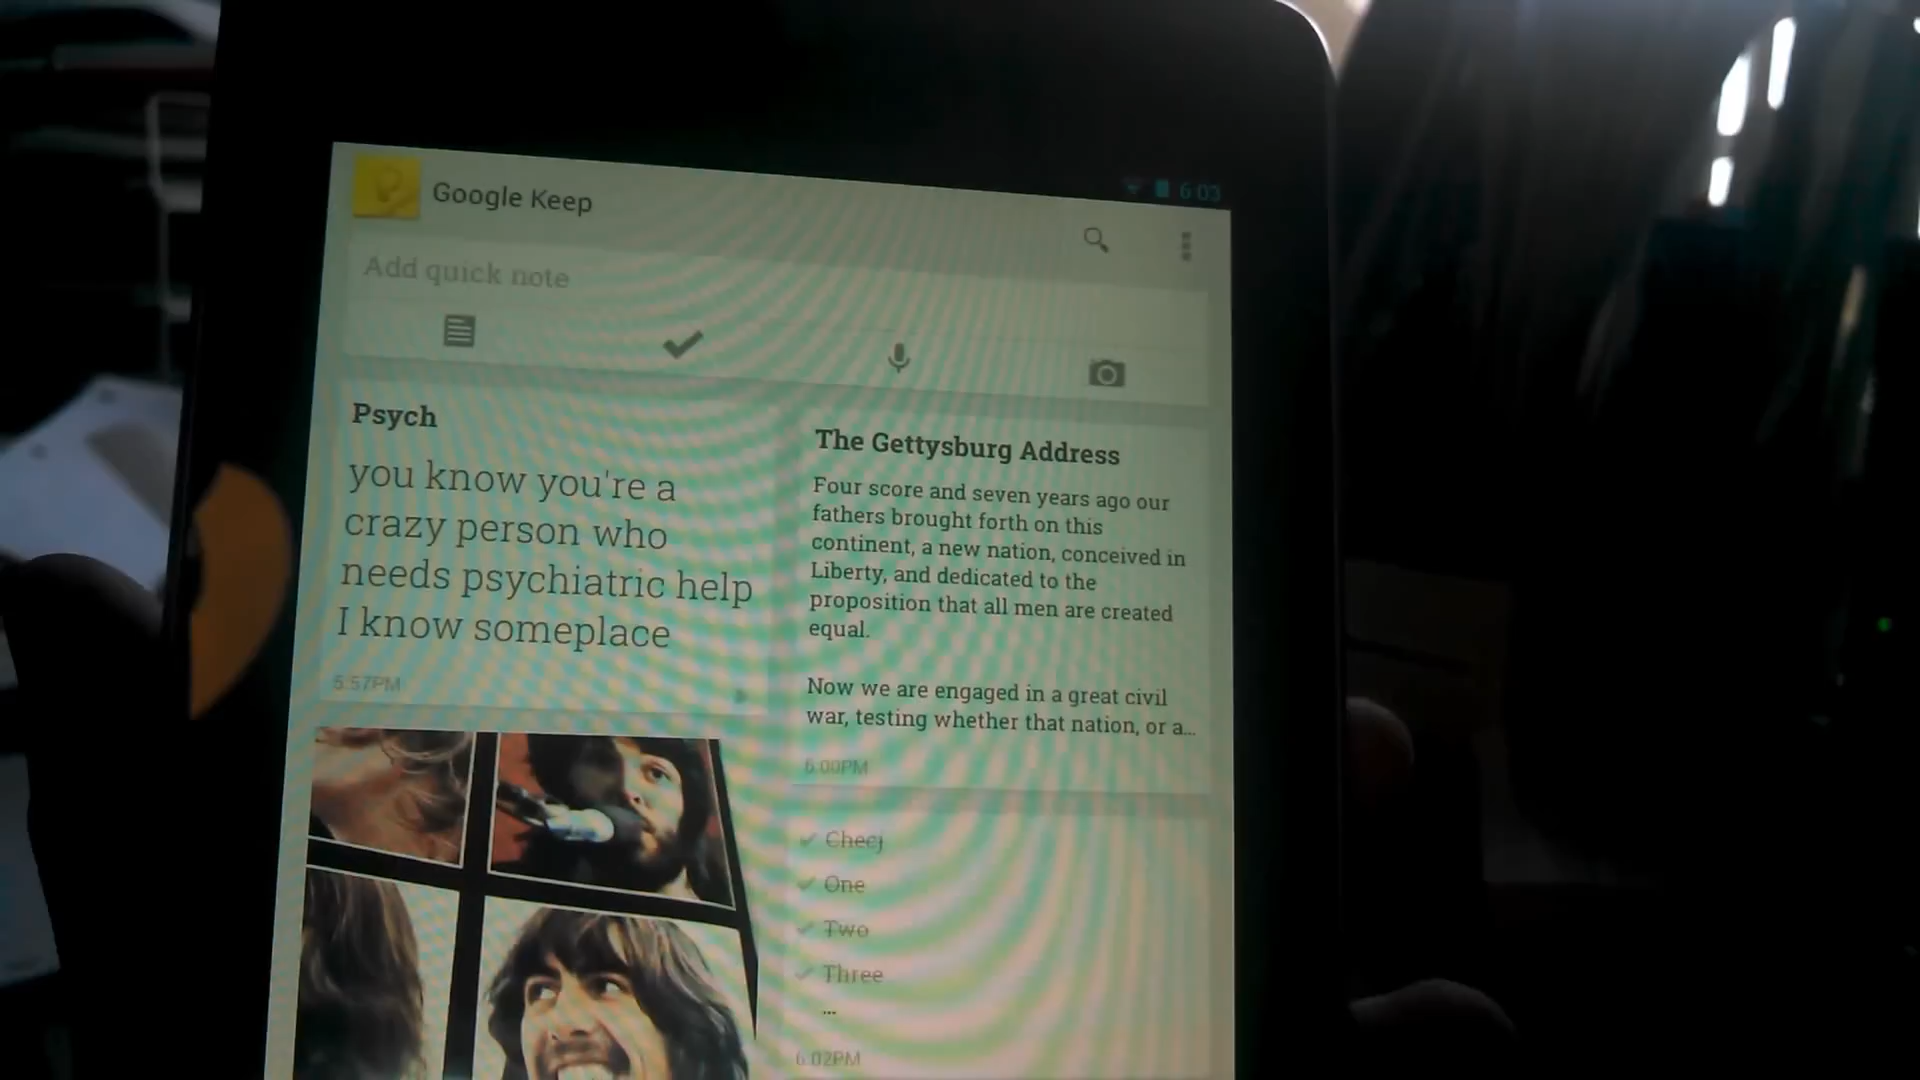 6:03
Google Keep
Add quick note
Psych
you know you're a
crazy person who
needs psychiatric help
I know someplace
5:57PM
The Gettysburg Address
Four score and seven years ago our
fathers brought forth on this
continent, a new nation, conceived in
Liberty, and dedicated to the
proposition that all men are created
equal.
Now we are engaged in a great civil
war, testing whether that nation, or a...
6:00PM
Cheej
One
Two
Three
...
6:02PM